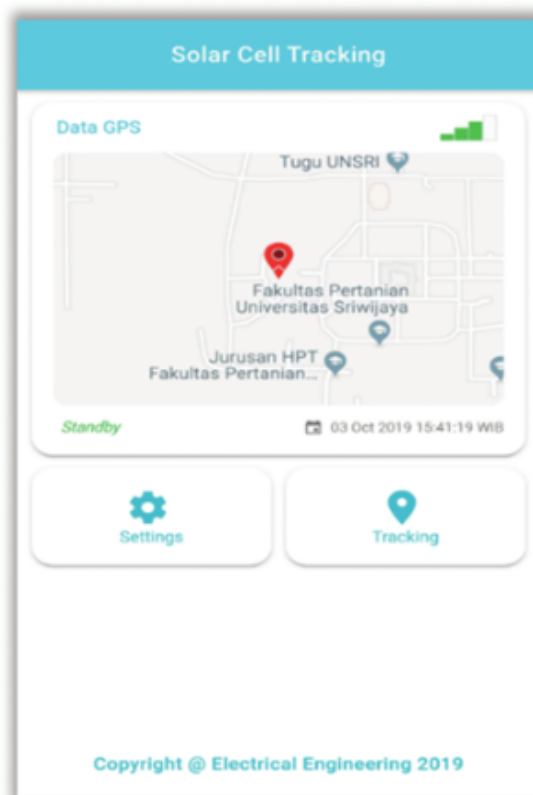 Solar Cell Tracking
Data GPS
Tugu UNSRI
Fakultas Pertanian
Universitas Sriwijaya
Jurusan HPT
Fakultas Pertanian...
Standby
03 Oct 2019 15:41:19 WIB
Settings
Tracking
Copyright @ Electrical Engineering 2019